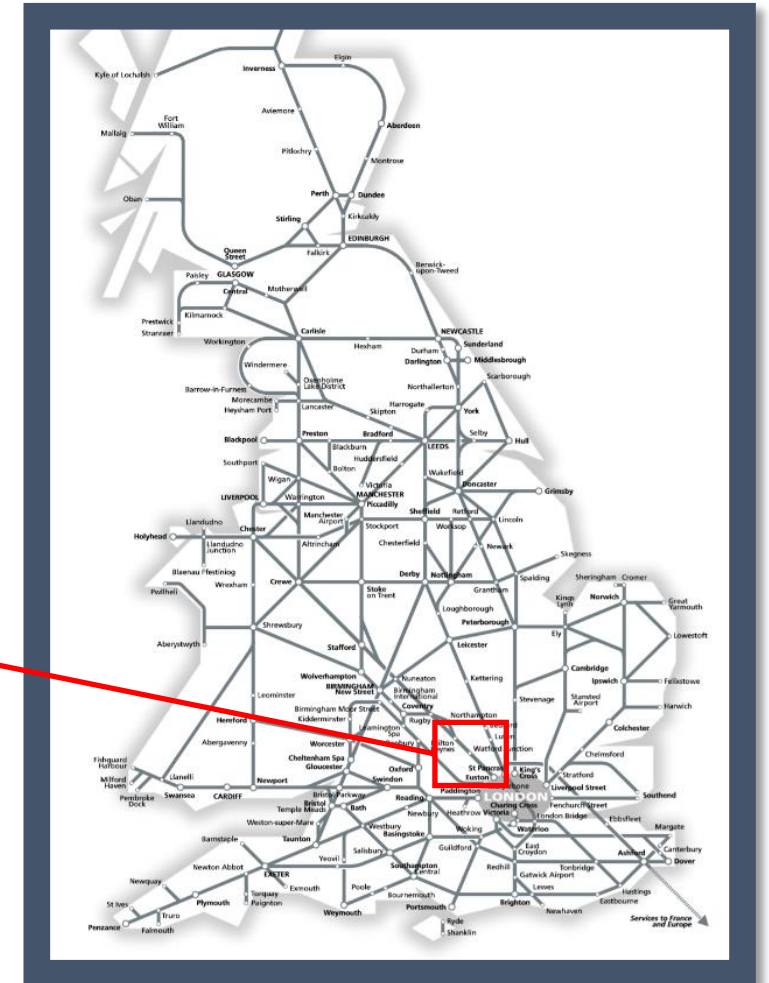 Elgin
Inverness
Kyle of Lochalsh
Aviemore
Fort
William
Mallaig
Aberdeen
Pitlochry
Montrose
Perth
Dundee
Oban
Stirling
Kirkcaldy
EDINBURGH
Queen
Street
Falkirk
GLASGOW
Central
Paisley
Motherwell
Berwick-
upon-Tweed
Prestwick
Kilmarnock
Stranraer
Carlisle
NEWCASTLE
Workington
Hexham
Sunderland
Durham
Darlington
Middlesbrough
Windermere
Scarborough
Oxenholme
Lake District
Barrow-in-Furness
Northallerton
Morecambe
Heysham Port
Lancaster
Harrogate
Skipton
York
Blackpool
Preston
Bradford
Selby
Blackburn
LEEDS
Hull
Huddersfield
Southport
Bolton
Wakefield
Wigan
Victoria
Doncaster
LIVERPOOL
Warrington
MANCHESTER
Piccadilly
Grimsby
Manchester
Airport
Sheffield
Retford
Llandudno
Chester
Stockport
Worksop
Lincoln
Holyhead
Llandudno
Junction
Altrincham
Chesterfield
Newark
Skegness
Blaenau Ffestiniog
Wrexham
Crewe
Stoke
on Trent
Derby
Nottingham
Spalding
Sheringham
Cromer
Pwllheli
Grantham
Kings
Lynn
Norwich
Great
Yarmouth
Loughborough
Aberystwyth
Shrewsbury
Peterborough
Stafford
Leicester
Ely
Lowestoft
Wolverhampton
Nuneaton
Cambridge
BIRMINGHAM
New Street
Birmingham
International
Kettering
Ipswich
Felixstowe
Leominster
Birmingham Moor Street
Coventry
Stevenage
Stansted
Airport
Harwich
Kidderminster
Rugby
Northampton
Hereford
Leamington
Spa
Colchester
Abergavenny
Worcester
Watford Junction
Chelmsford
Cheltenham Spa
Gloucester
Oxford
St Pancras
King's
Cross
Stratford
Euston
Fishguard
Harbour
Milford
Haven
Llanelli
Swindon
Paddington
Liverpool Street
Pembroke
Dock
Swansea
CARDIFF
Newport
Bristol Parkway
Bristol
Temple Meads
Bath
Reading
LONDON
Southend
Newbury
Heathrow
Victoria
Charing Cross
Fenchurch Street
Weston-super-Mare
London Bridge
Ebbsfleet
Westbury
Basingstoke
Woking
Waterloo
Margate
Barnstaple
Taunton
Guildford
East
Croydon
Canterbury
Salisbury
Ashford
Dover
Newton Abbot
Yeovil
Southampton
Central
Redhill
Tonbridge
EXETER
Gatwick Airport
Newquay
Exmouth
Poole
Lewes
Hastings
St Ives
Plymouth
Torquay
Paignton
Bournemouth
Eastbourne
Truro
Weymouth
Portsmouth
Brighton
Newhaven
Penzance
Falmouth
Ryde
Shanklin
Services to France
and Europe